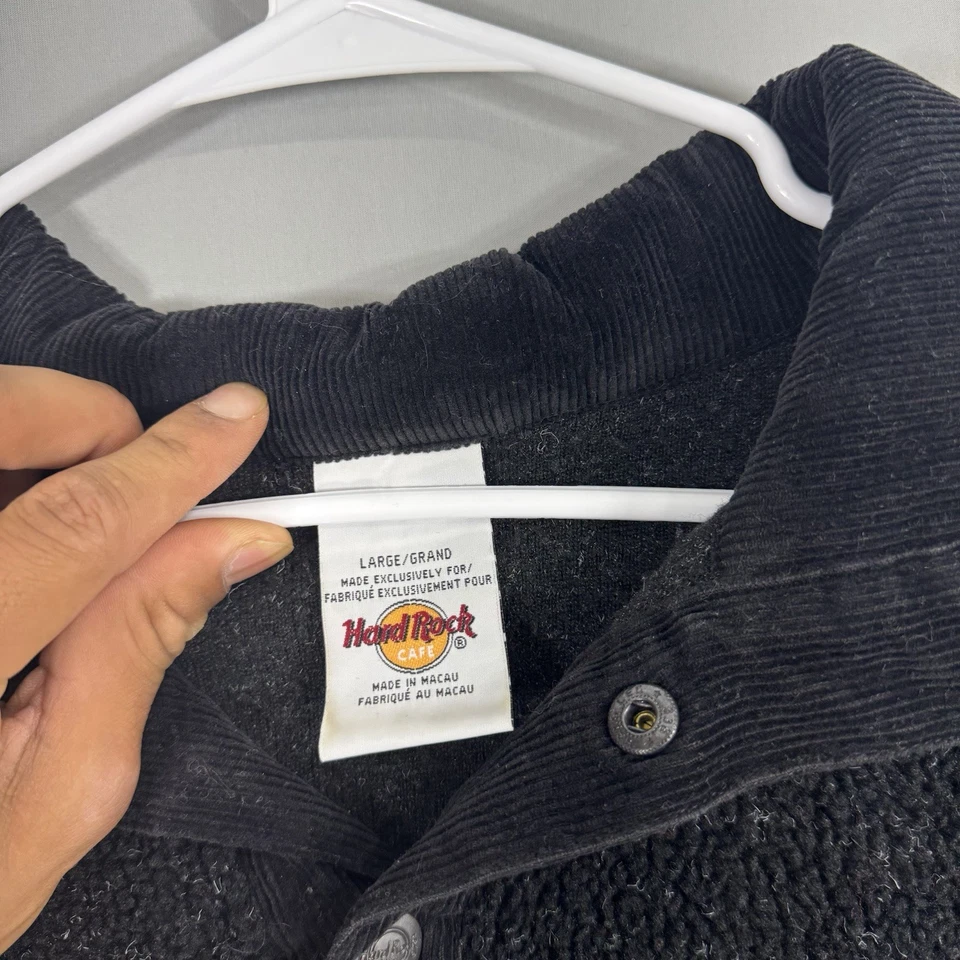 LARGE/GRAND
MADE EXCLUSIVELY FOR/
FABRIQUÉ EXCLUSIVEMENT POUR
Hard Rock
®
CAFE
MADE IN MACAU
FABRIQUÉ AU MACAU